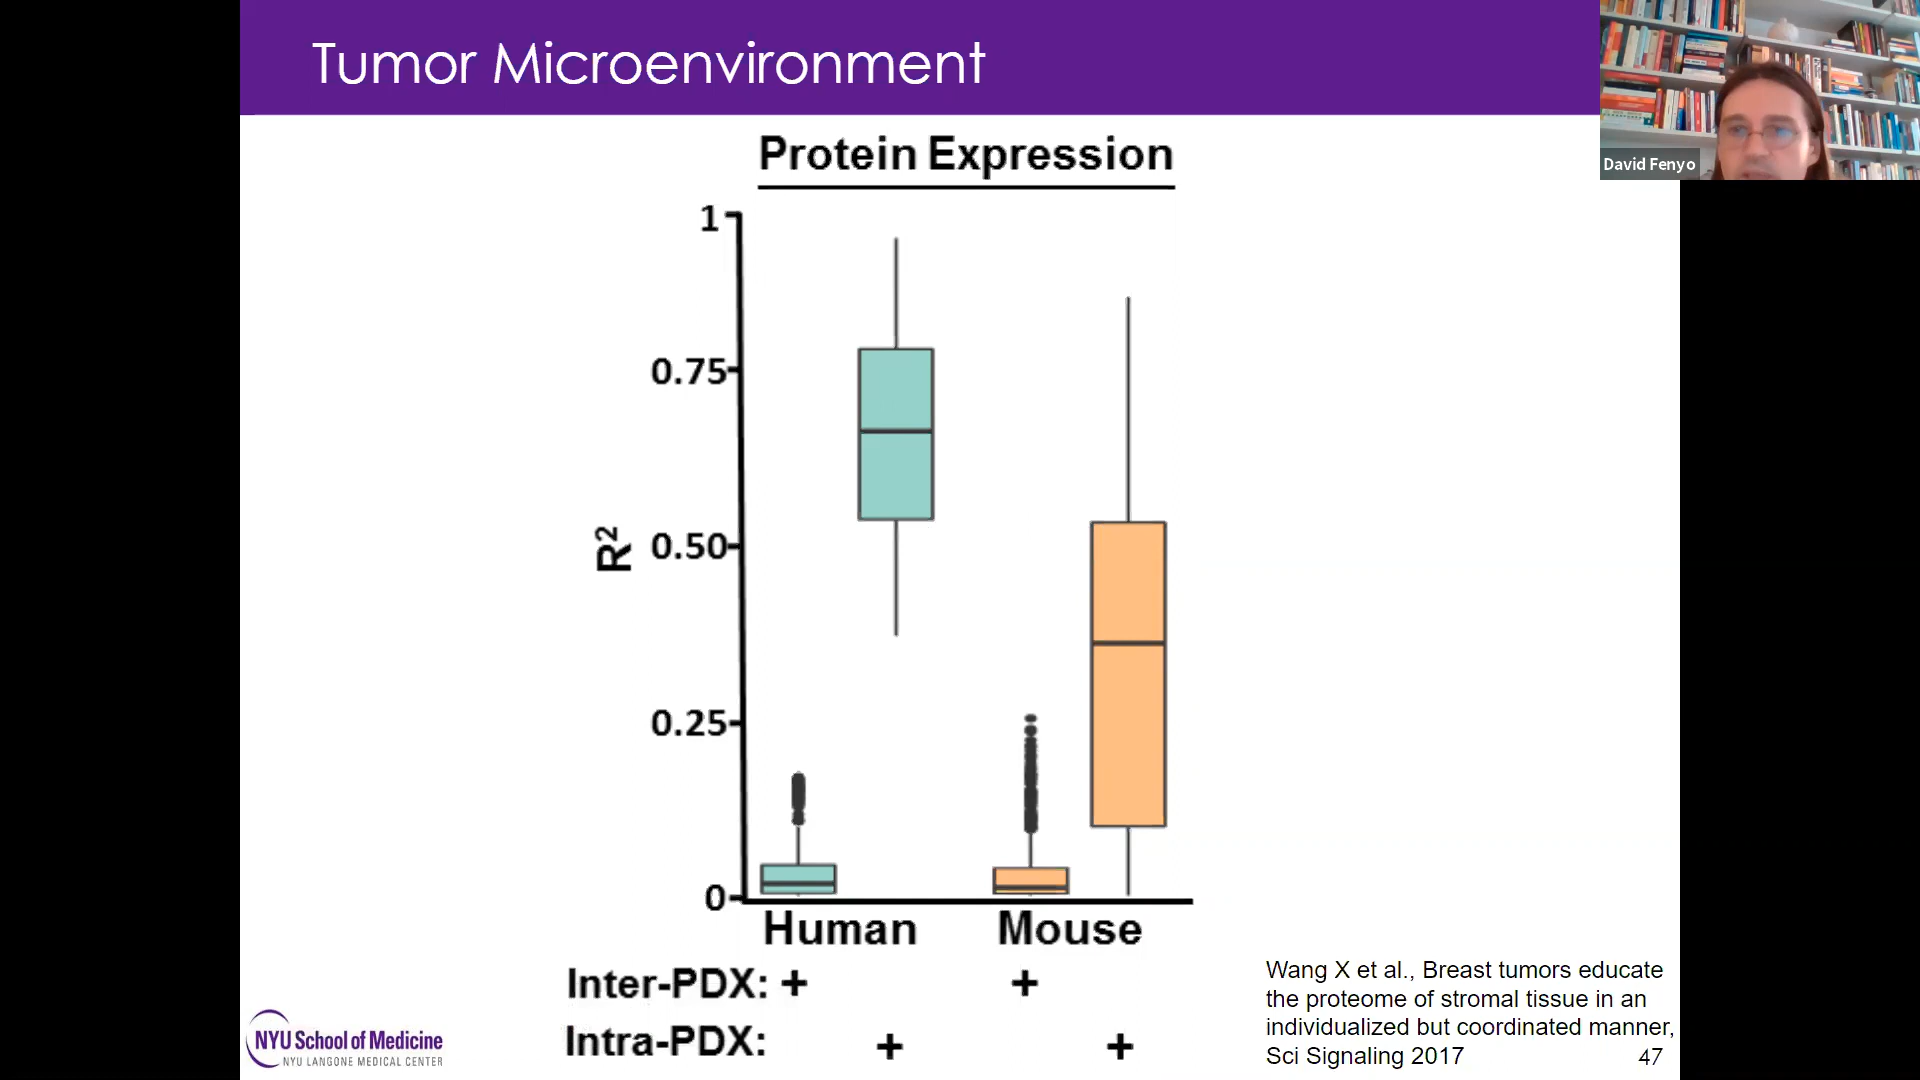 Tumor Microenvironment
David Fenyo
Protein Expression
1
0.75
R²
0.50
0.25
0
Human Mouse
Inter-PDX: + +
Intra-PDX: + +
Wang X et al., Breast tumors educate
the proteome of stromal tissue in an
individualized but coordinated manner,
Sci Signaling 2017
47
NYU School of Medicine
NYU LANGONE MEDICAL CENTER